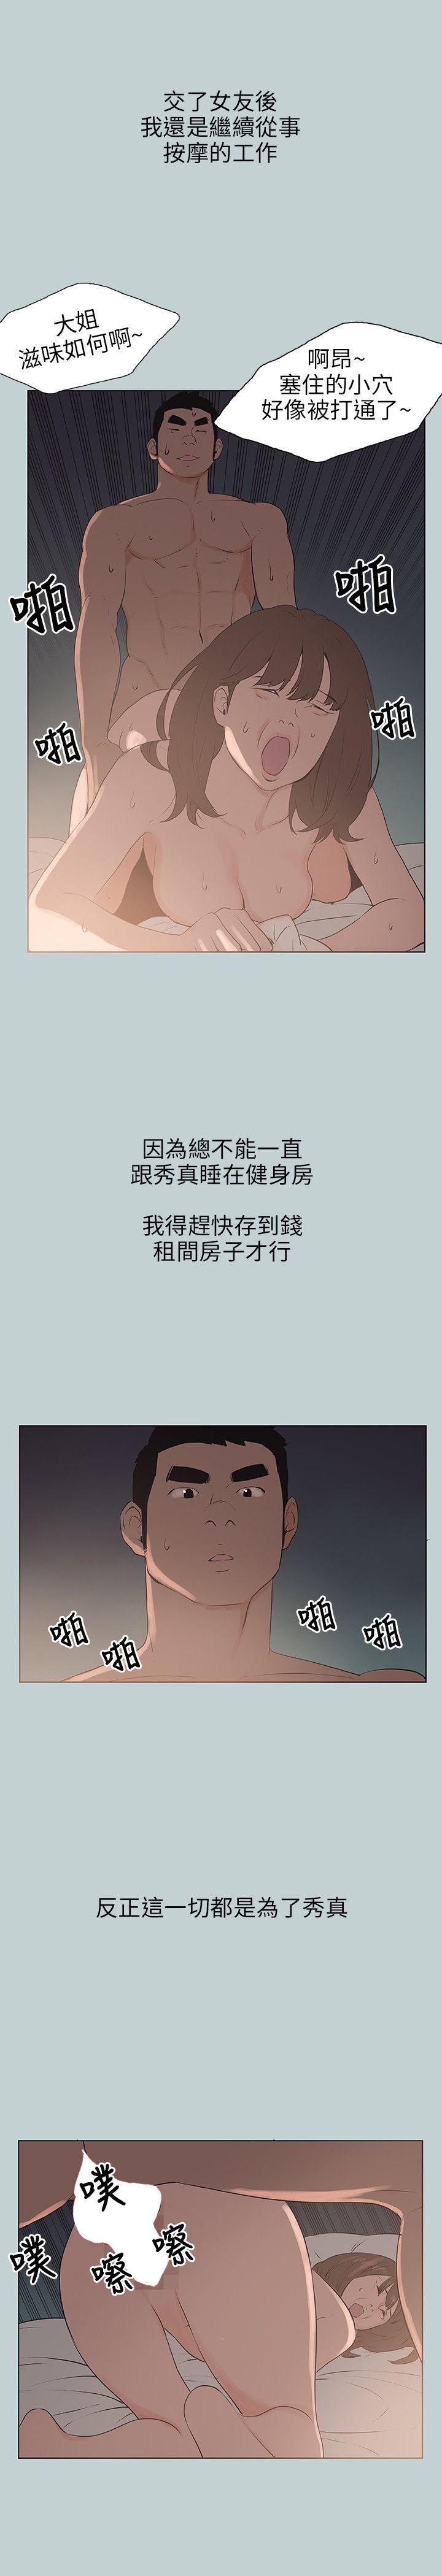 交了女友後
我還是繼續從事
按摩的工作
大姐
滋味如何啊~
啊昂~
塞住的小穴
好像被打通了~
啪
啪
啪
啪
因為總不能一直
跟秀真睡在健身房
我得趕快存到錢
租間房子才行
啪
啪
啪
啪
反正這一切都是為了秀真
噗
噗
嚓
嚓